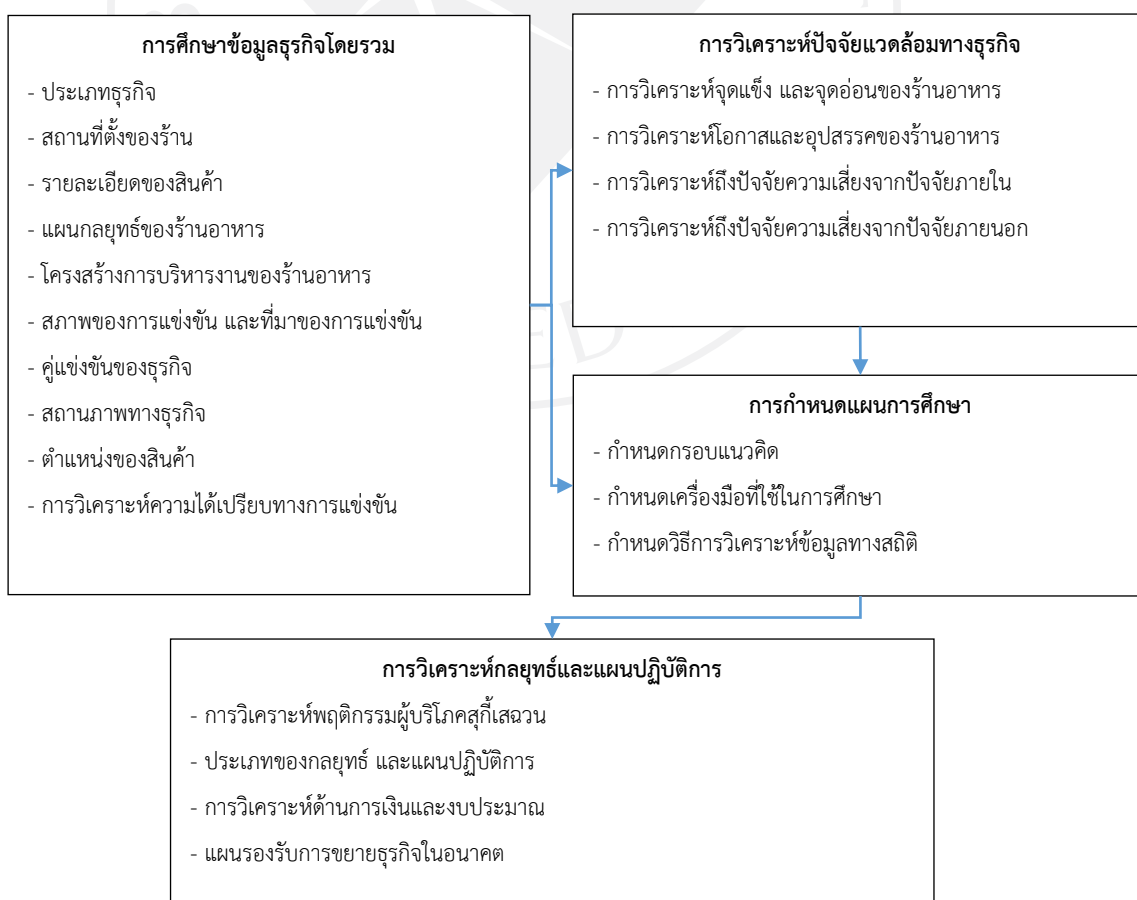 การศึกษาข้อมูลธุรกิจโดยรวม
- ประเภทธุรกิจ
- สถานที่ตั้งของร้าน
- รายละเอียดของสินค้า
- แผนกลยุทธ์ของร้านอาหาร
- โครงสร้างการบริหารงานของร้านอาหาร
- สภาพของการแข่งขัน และที่มาของการแข่งขัน
- คู่แข่งขันของธุรกิจ
- สถานภาพทางธุรกิจ
- ตำแหน่งของสินค้า
- การวิเคราะห์ความได้เปรียบทางการแข่งขัน
การวิเคราะห์ปัจจัยแวดล้อมทางธุรกิจ
- การวิเคราะห์จุดแข็ง และจุดอ่อนของร้านอาหาร
- การวิเคราะห์โอกาสและอุปสรรคของร้านอาหาร
- การวิเคราะห์ถึงปัจจัยความเสี่ยงจากปัจจัยภายใน
- การวิเคราะห์ถึงปัจจัยความเสี่ยงจากปัจจัยภายนอก
การกำหนดแผนการศึกษา
- กำหนดกรอบแนวคิด
- กำหนดเครื่องมือที่ใช้ในการศึกษา
- กำหนดวิธีการวิเคราะห์ข้อมูลทางสถิติ
การวิเคราะห์กลยุทธ์และแผนปฏิบัติการ
- การวิเคราะห์พฤติกรรมผู้บริโภคสุกี้เสฉวน
- ประเภทของกลยุทธ์ และแผนปฏิบัติการ
- การวิเคราะห์ด้านการเงินและงบประมาณ
- แผนรองรับการขยายธุรกิจในอนาคต